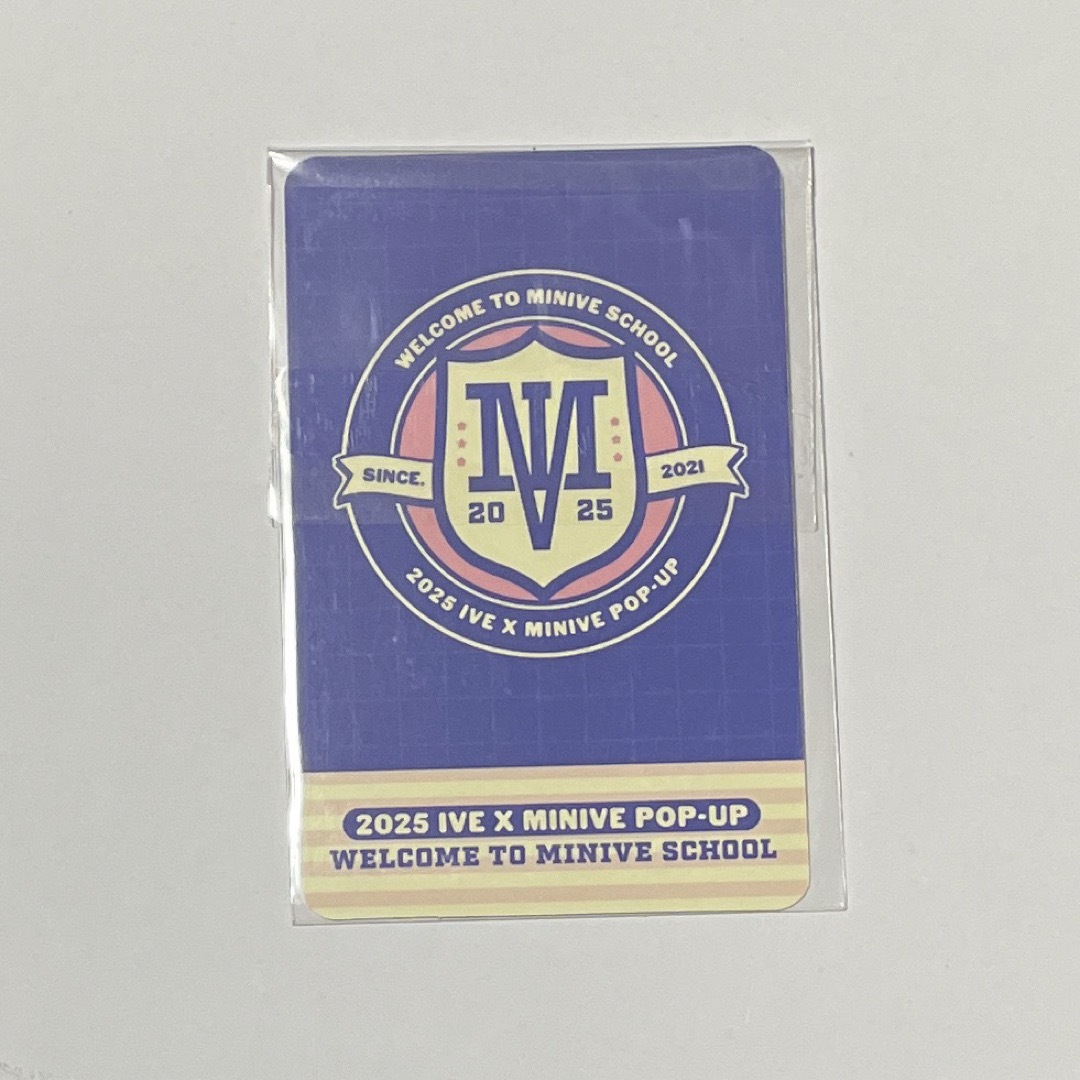 WELCOME TO MINIVE SCHOOL
MV
SINCE.
2021
20 25
2025 IVE X MINIVE POP-UP
2025 IVE X MINIVE POP-UP
WELCOME TO MINIVE SCHOOL